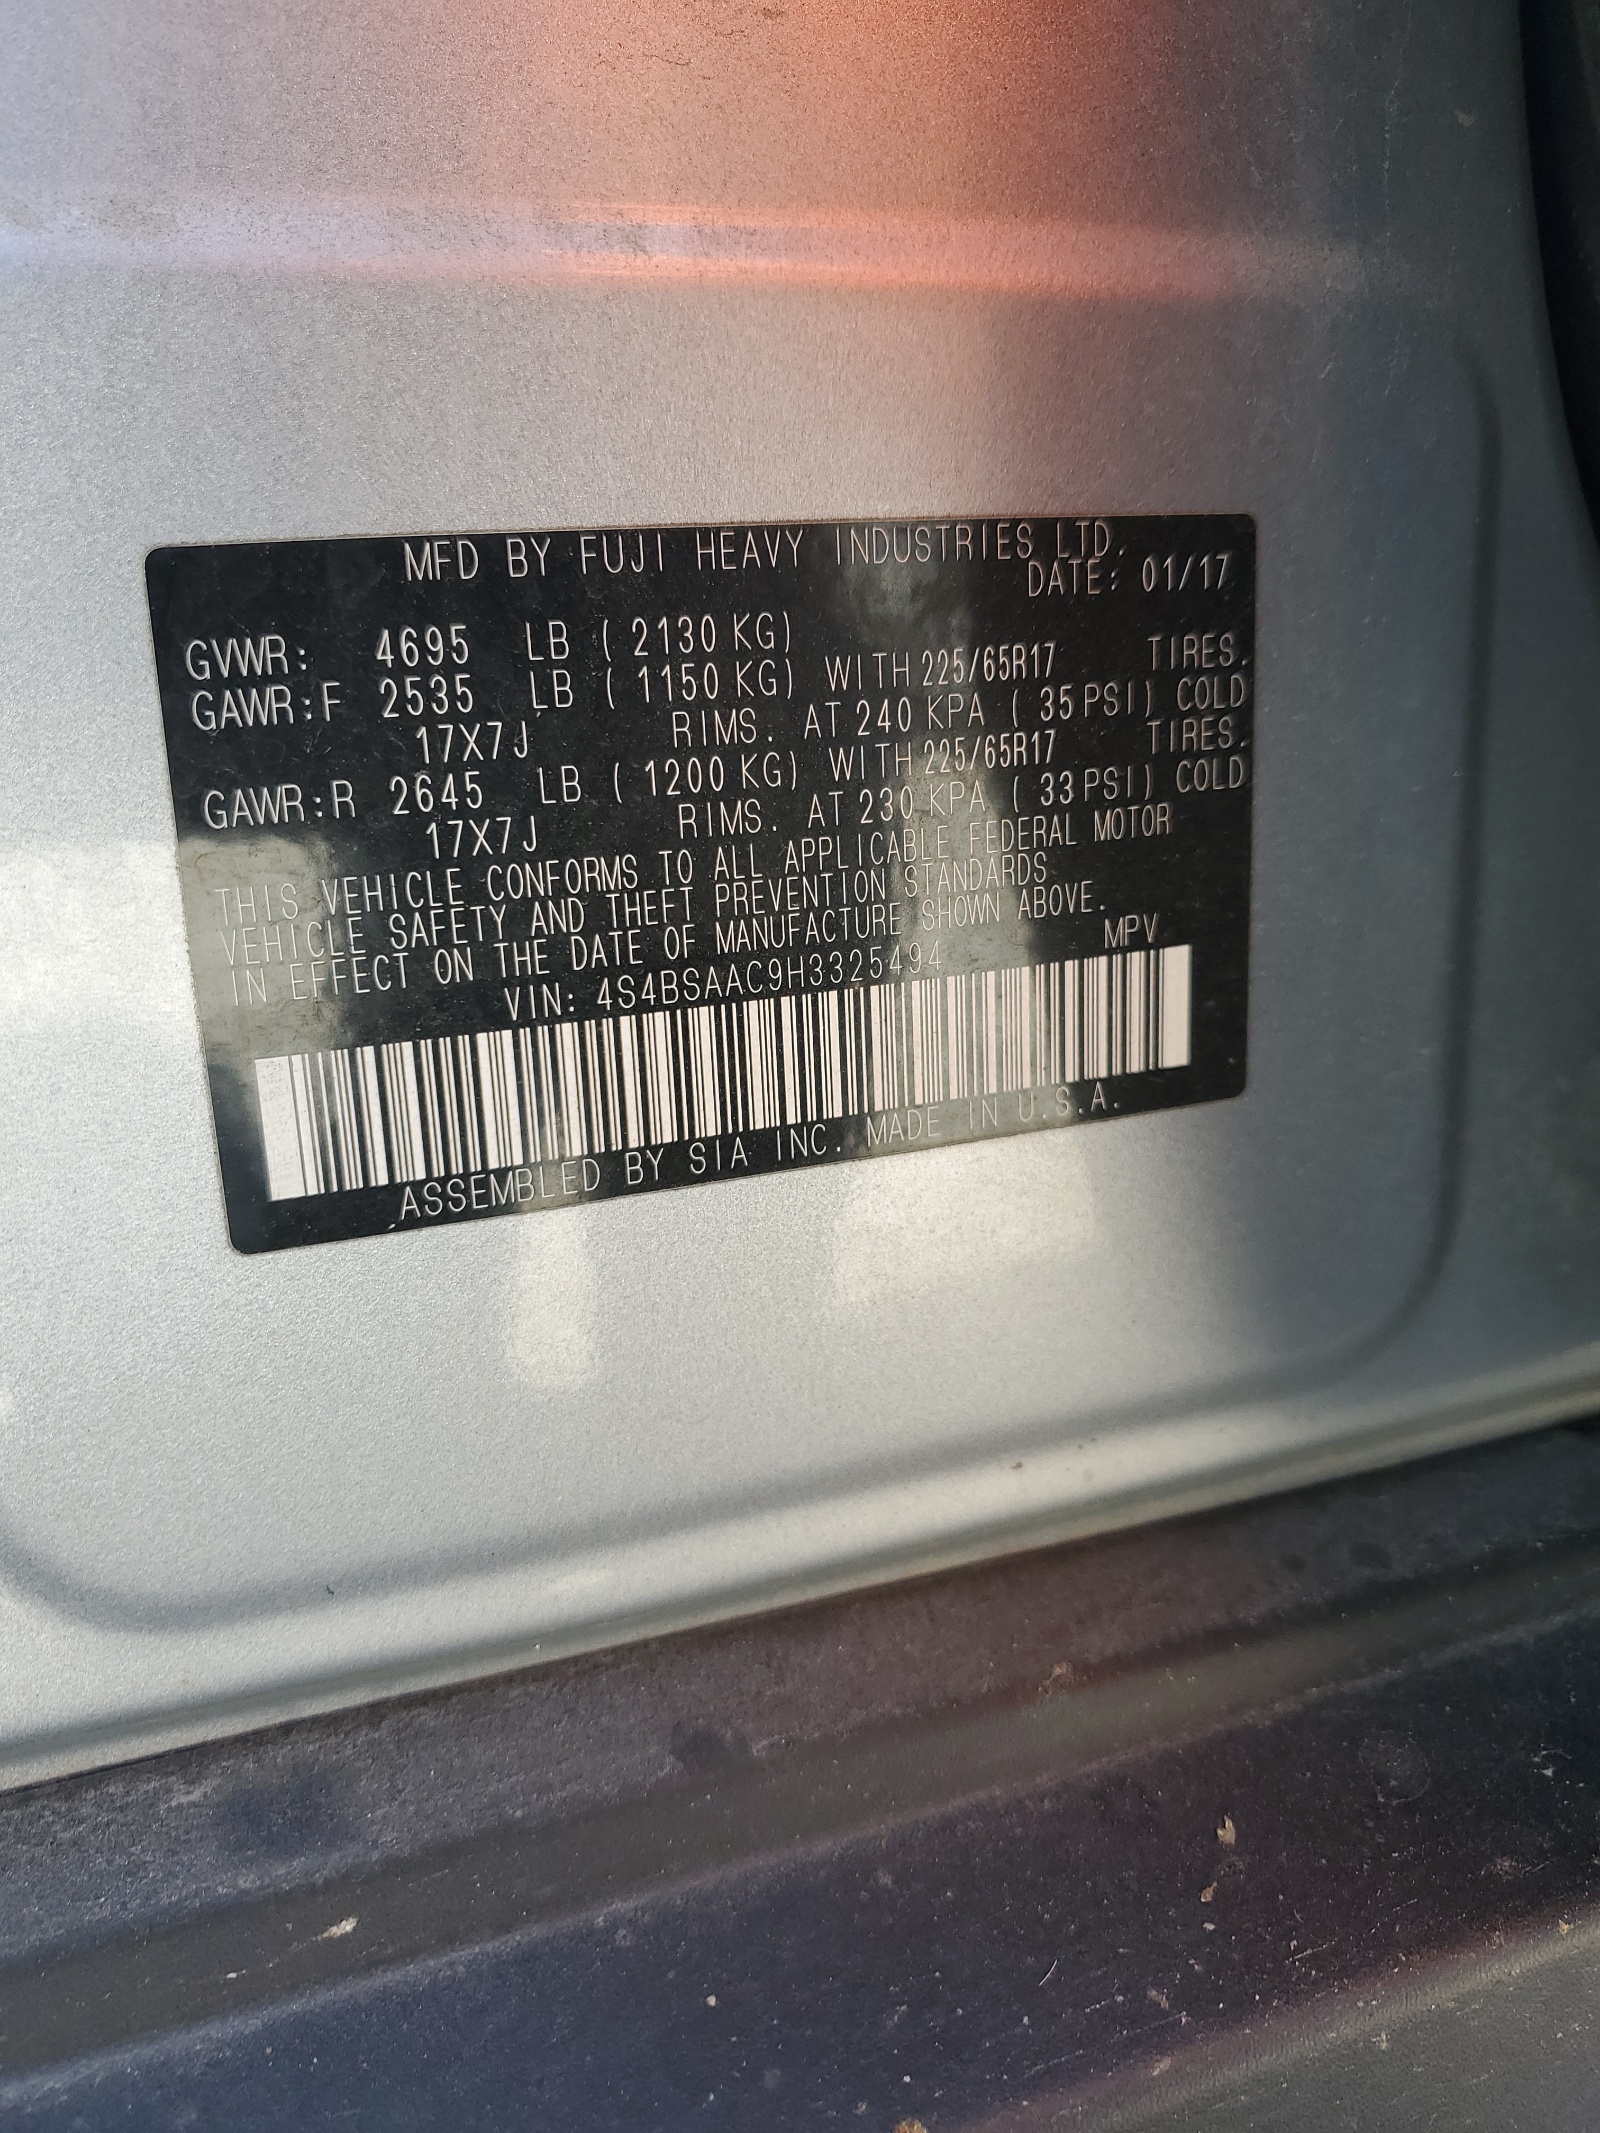 MFD BY FUJI HEAVY INDUSTRIES LTD.
DATE: 01/17
GVWR: 4695 LB ( 2130 KG)
GAWR:F 2535 LB ( 1150 KG) WITH 225/65R17 TIRES.
17X7J RIMS. AT 240 KPA ( 35 PSI) COLD
GAWR:R 2645 LB ( 1200 KG) WITH 225/65R17 TIRES.
17X7J RIMS. AT 230 KPA ( 33 PSI) COLD
THIS VEHICLE CONFORMS TO ALL APPLICABLE FEDERAL MOTOR
VEHICLE SAFETY AND THEFT PREVENTION STANDARDS
IN EFFECT ON THE DATE OF MANUFACTURE SHOWN ABOVE.
VIN: 4S4BSAAC9H3325494 MPV
ASSEMBLED BY SIA INC. MADE IN U.S.A.